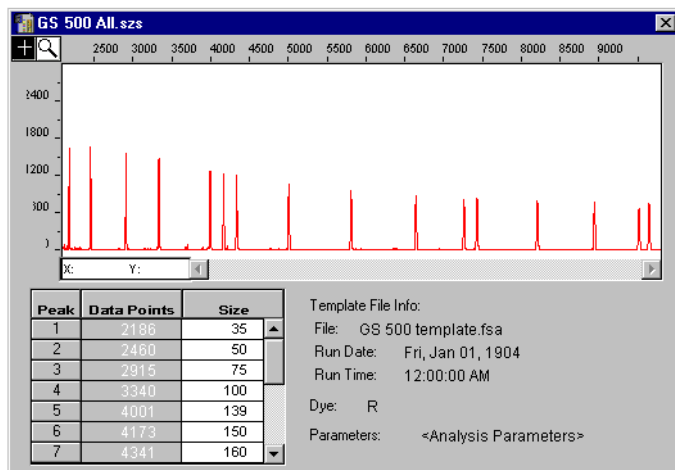 GS 500 All.szs
2500 3000 3500 4000 4500 5000 5500 6000 6500 7000 7500 8000 8500 9000
2400
1800
1200
600
0
X: Y:
Peak Data Points Size
1 2186 35
2 2460 50
3 2915 75
4 3340 100
5 4001 139
6 4173 150
7 4341 160
Template File Info:
File: GS 500 template.fsa
Run Date: Fri, Jan 01, 1904
Run Time: 12:00:00 AM
Dye: R
Parameters: <Analysis Parameters>